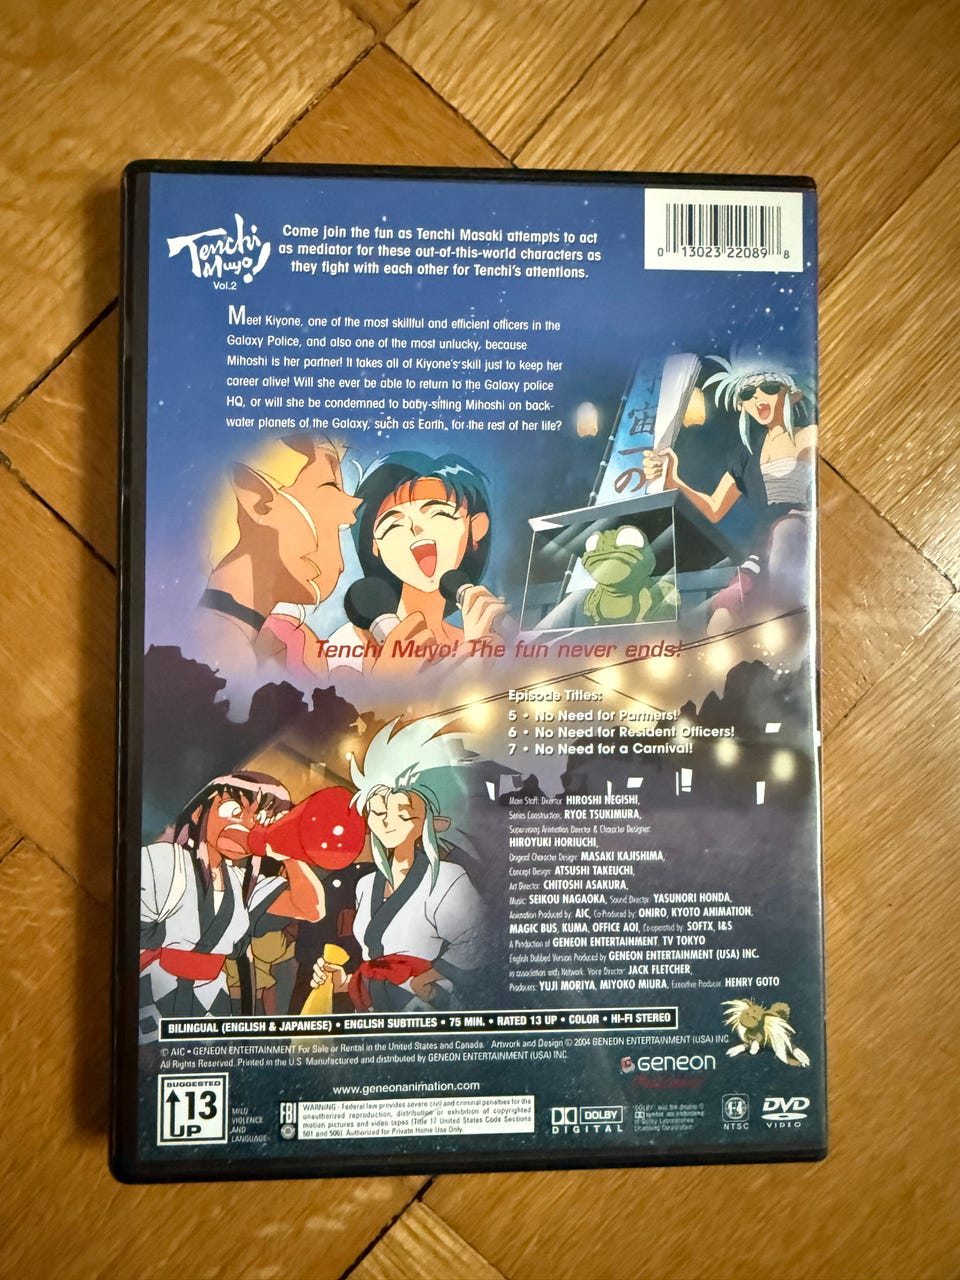 Tenchi
Muyo!
Vol.2
Come join the fun as Tenchi Masaki attempts to act
as mediator for these out-of-this-world characters as
they fight with each other for Tenchi's attentions.
0 13023 22089 8
Meet Kiyone, one of the most skillful and efficient officers in the
Galaxy Police, and also one of the most unlucky, because
Mihoshi is her partner! It takes all of Kiyone's skill just to keep her
career alive! Will she ever be able to return to the Galaxy police
HQ, or will she be condemned to baby-sitting Mihoshi on back-
water planets of the Galaxy, such as Earth, for the rest of her life?
Tenchi Muyo! The fun never ends!
Episode Titles:
5 • No Need for Partners!
6 • No Need for Resident Officers!
7 • No Need for a Carnival!
Main Staff: Director: HIROSHI NEGISHI,
Series Construction: RYOE TSUKIMURA,
Supervising Animation Director & Character Designer:
HIROYUKI HORIUCHI,
Original Character Design: MASAKI KAJISHIMA,
Concept Design: ATSUSHI TAKEUCHI,
Art Director: CHITOSHI ASAKURA,
Music: SEIKOU NAGAOKA, Sound Director: YASUNORI HONDA,
Animation Produced by: AIC, Co-Produced by: ONIRO, KYOTO ANIMATION,
MAGIC BUS, KUMA, OFFICE AOI, Co-operated by: SOFTX, I&S
A Production of GENEON ENTERTAINMENT, TV TOKYO
English Dubbed Version Produced by GENEON ENTERTAINMENT (USA) INC.
in association with Network. Voice Director: JACK FLETCHER,
Producers: YUJI MORIYA, MIYOKO MIURA, Executive Producer: HENRY GOTO
BILINGUAL (ENGLISH & JAPANESE) • ENGLISH SUBTITLES • 75 MIN. • RATED 13 UP • COLOR • HI-FI STEREO
© AIC • GENEON ENTERTAINMENT For Sale or Rental in the United States and Canada. Artwork and Design © 2004 GENEON ENTERTAINMENT (USA) INC.
All Rights Reserved. Printed in the U.S. Manufactured and distributed by GENEON ENTERTAINMENT (USA) INC.
GENEON
www.geneonanimation.com
SUGGESTED
13
UP
MILD
VIOLENCE
AND
LANGUAGE
FBI
WARNING - Federal law provides severe civil and criminal penalties for the
unauthorized reproduction, distribution or exhibition of copyrighted
motion pictures and video tapes (Title 17 United States Code Sections
501 and 506). Authorized for Private Home Use Only.
DOLBY
DIGITAL
NTSC
DVD
VIDEO